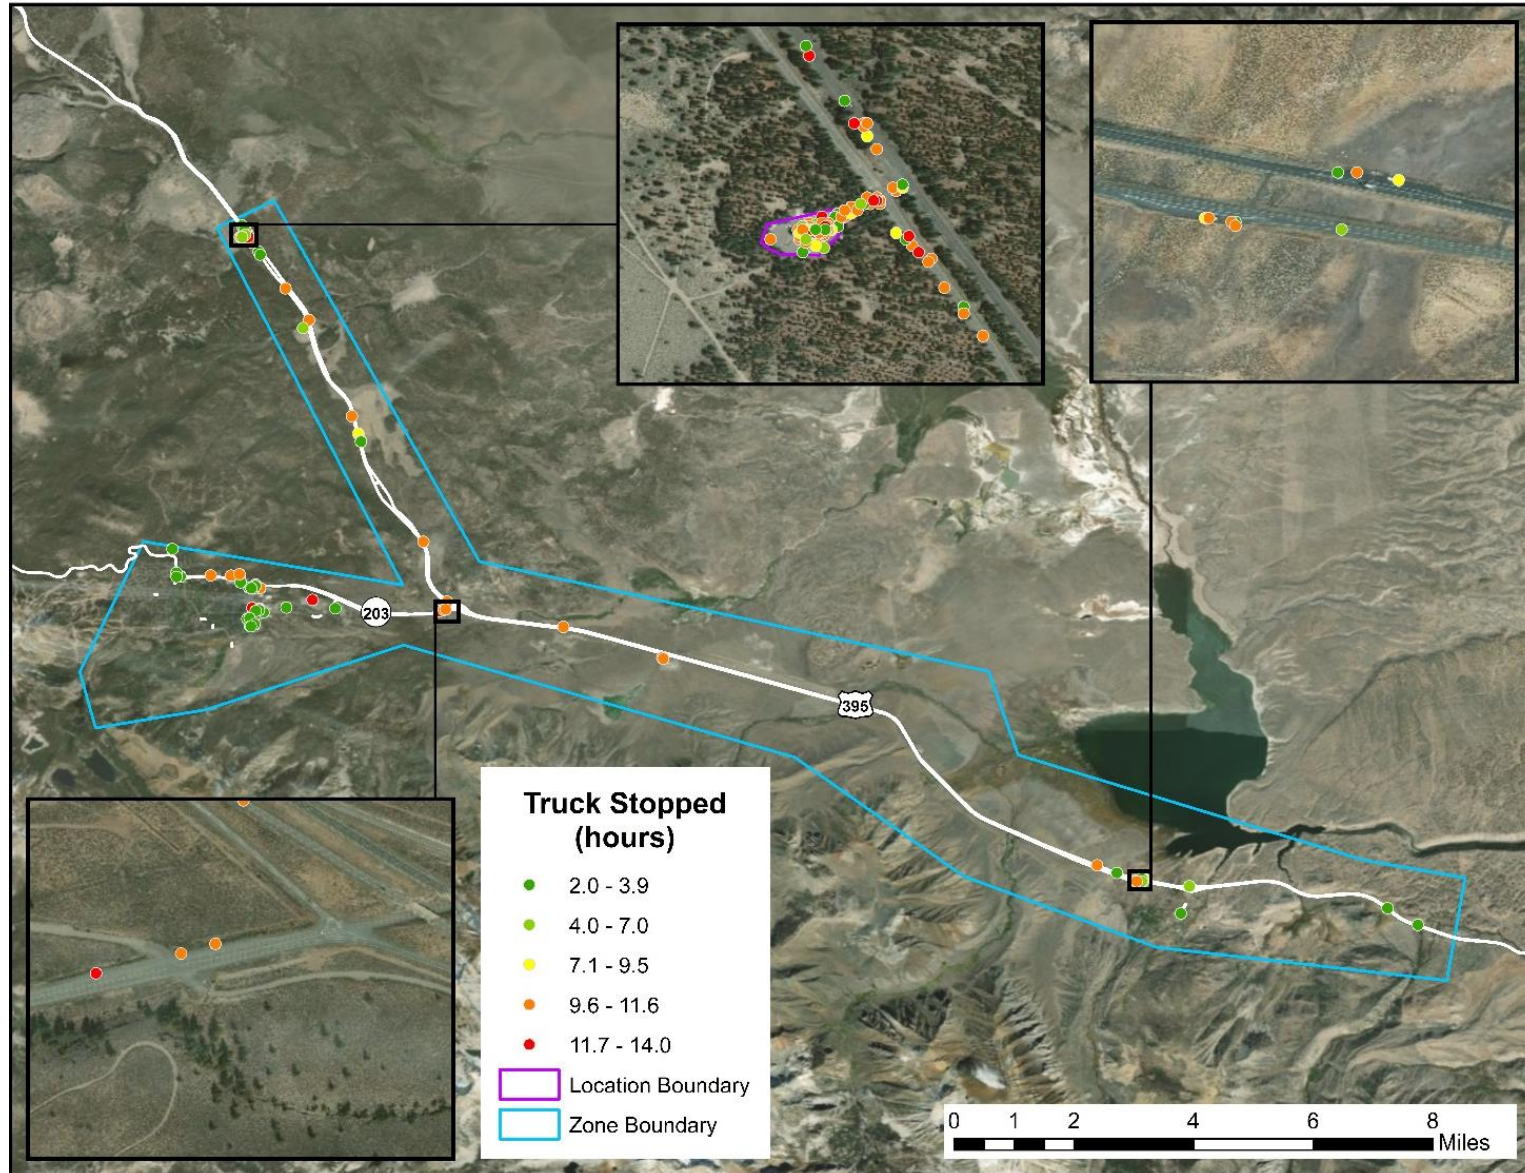 203
395
Truck Stopped
(hours)
2.0 - 3.9
4.0 - 7.0
7.1 - 9.5
9.6 - 11.6
11.7 - 14.0
Location Boundary
Zone Boundary
0 1 2 4 6 8
Miles